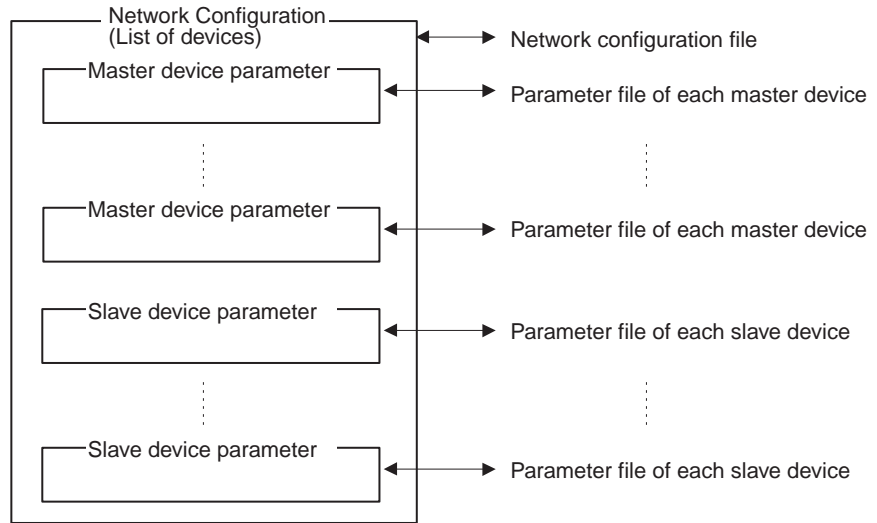 Network Configuration
(List of devices)
Network configuration file
Master device parameter
Parameter file of each master device
Master device parameter
Parameter file of each master device
Slave device parameter
Parameter file of each slave device
Slave device parameter
Parameter file of each slave device